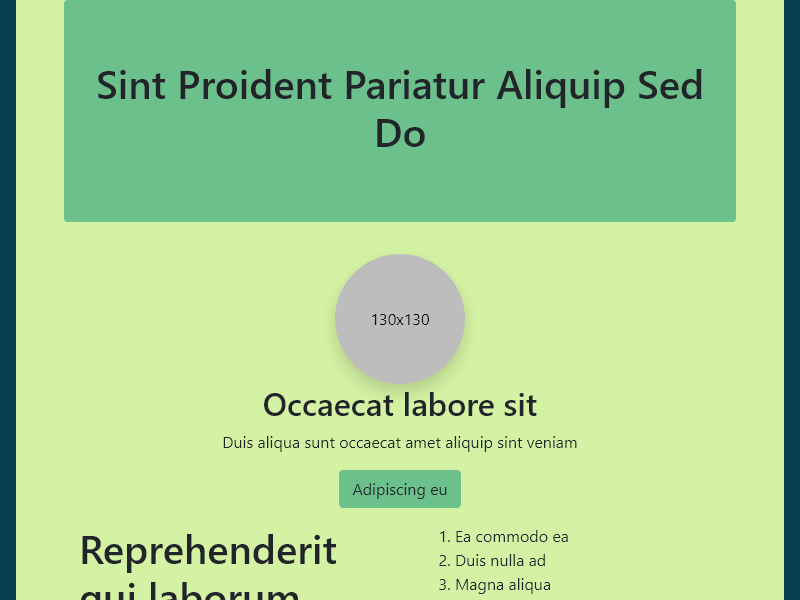 Sint Proident Pariatur Aliquip Sed
Do
130x130
Occaecat labore sit
Duis aliqua sunt occaecat amet aliquip sint veniam
Adipiscing eu
Reprehenderit
qui laborum
1. Ea commodo ea
2. Duis nulla ad
3. Magna aliqua